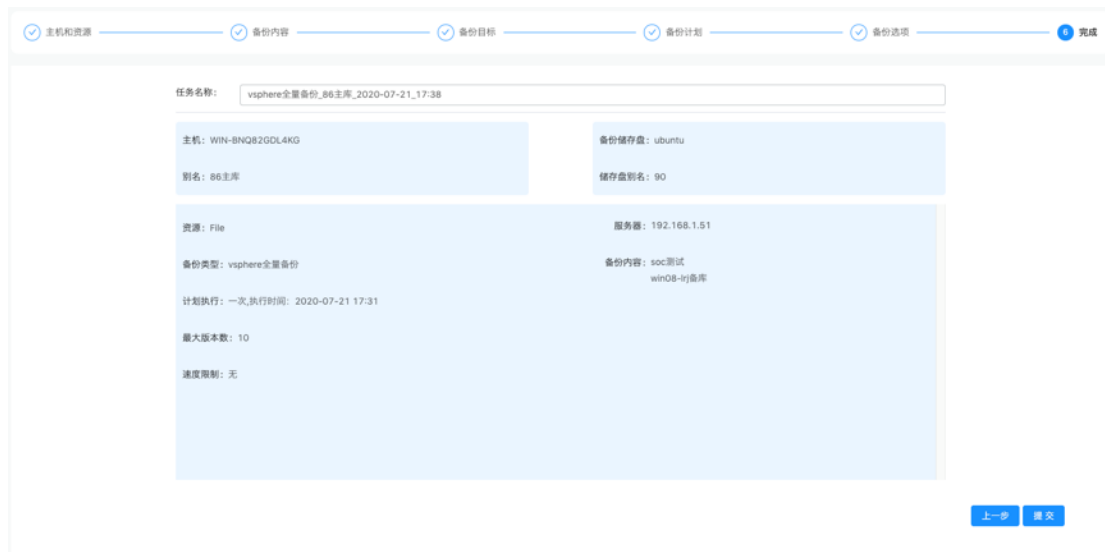 主机和资源 备份内容 备份目标 备份计划 备份选项 6 完成
任务名称： vsphere全量备份_86主库_2020-07-21_17:38
主机：WIN-BNQ82GDL4KG 备份储存盘：ubuntu
别名：86主库 储存盘别名：90
资源：File 服务器：192.168.1.51
备份类型：vsphere全量备份 备份内容：soc测试
win08-lrj备库
计划执行：一次,执行时间：2020-07-21 17:31
最大版本数：10
速度限制：无
上一步 提交